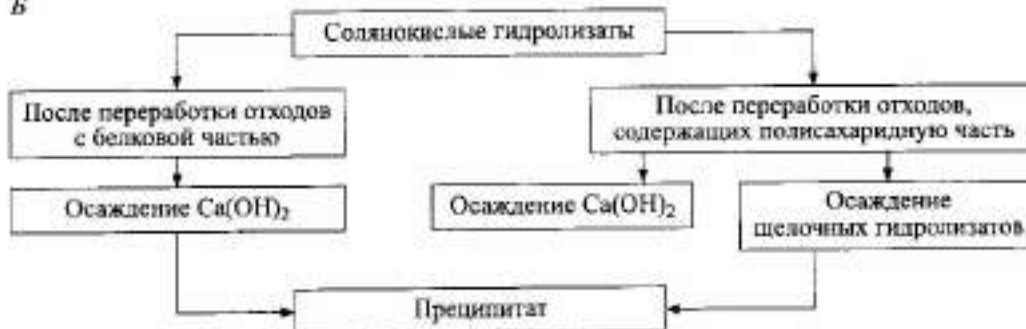 Б
Солянокислые гидролизаты
После переработки отходов
с белковой частью
После переработки отходов,
содержащих полисахаридную часть
Осаждение Ca(OH)₂
Осаждение Ca(OH)₂
Осаждение
щелочных гидролизатов
Преципитат